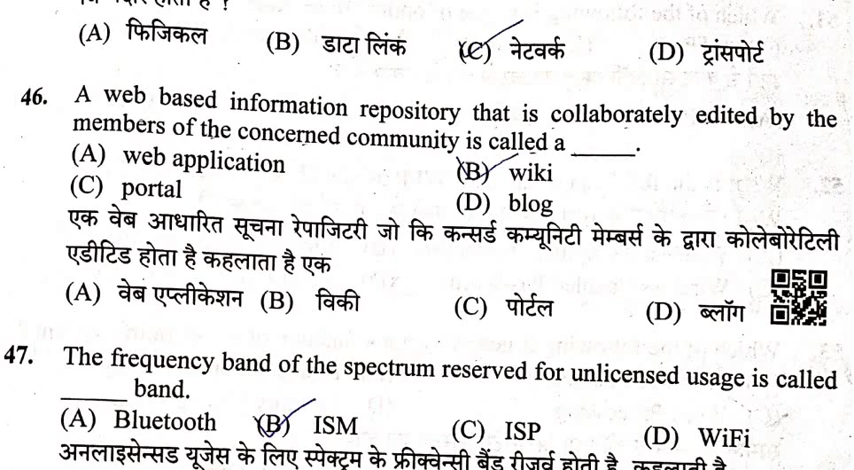 (A) फिजिकल (B) डाटा लिंक (C) नेटवर्क (D) ट्रांसपोर्ट
46. A web based information repository that is collaborately edited by the
members of the concerned community is called a ______.
(A) web application (B) wiki
(C) portal (D) blog
एक वेब आधारित सूचना रेपाजिटरी जो कि कन्सर्ड कम्यूनिटी मेम्बर्स के द्वारा कोलेबोरेटिली
एडीटिड होता है कहलाता है एक
(A) वेब एप्लीकेशन (B) विकी (C) पोर्टल (D) ब्लॉग
47. The frequency band of the spectrum reserved for unlicensed usage is called
______ band.
(A) Bluetooth (B) ISM (C) ISP (D) WiFi
अनलाइसेन्सड यूजेस के लिए स्पेक्ट्रम के फ्रीक्वेन्सी बैंड रीजर्व होती है कहलाती है